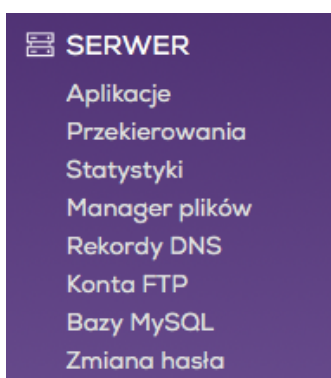 SERWER
Aplikacje
Przekierowania
Statystyki
Manager plików
Rekordy DNS
Konta FTP
Bazy MySQL
Zmiana hasła